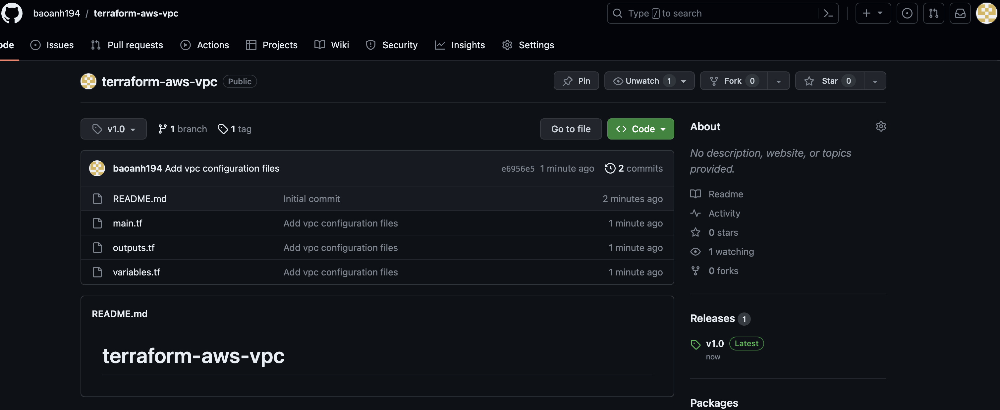 baoanh194 / terraform-aws-vpc
Type / to search
ode Issues Pull requests Actions Projects Wiki Security Insights Settings
terraform-aws-vpc Public
Pin Unwatch 1 Fork 0 Star 0
v1.0 1 branch 1 tag Go to file Code
baoanh194 Add vpc configuration files e6956e5 1 minute ago 2 commits
README.md Initial commit 2 minutes ago
main.tf Add vpc configuration files 1 minute ago
outputs.tf Add vpc configuration files 1 minute ago
variables.tf Add vpc configuration files 1 minute ago
README.md
terraform-aws-vpc
About
No description, website, or topics
provided.
Readme
Activity
0 stars
1 watching
0 forks
Releases 1
v1.0 Latest
now
Packages